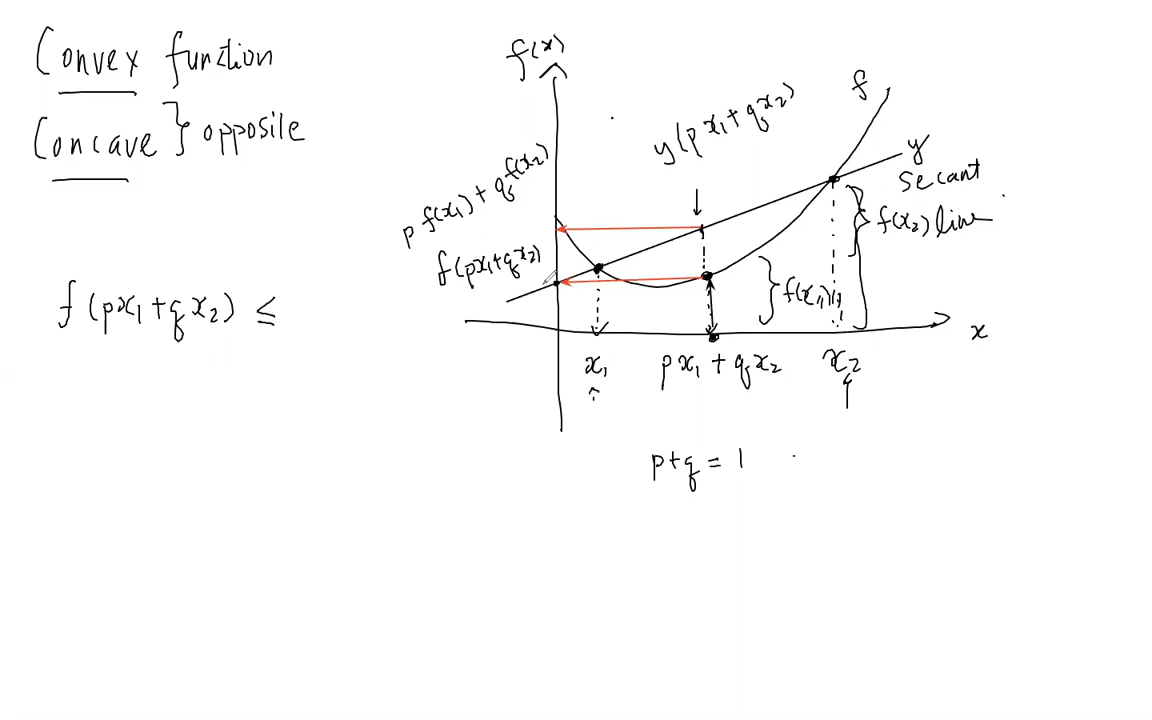 Convex function
Concave } opposile
f(x)
f
y(px₁+qx₂)
y
secant
line
p f(x₁) + q f(x₂)
f(px₁+qx₂)
f(x₂)
f(x₁)
f(px₁+qx₂) ≤
x
x₁
px₁ + qx₂
x₂
p+q = 1